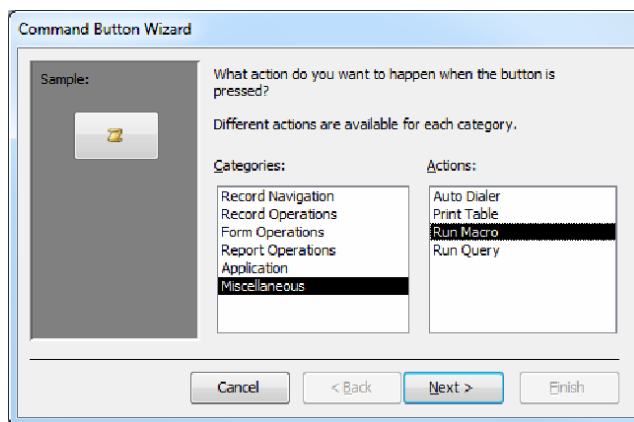 Command Button Wizard
Sample:
What action do you want to happen when the button is
pressed?
Different actions are available for each category.
Categories:
Actions:
Record Navigation
Record Operations
Form Operations
Report Operations
Application
Miscellaneous
Auto Dialer
Print Table
Run Macro
Run Query
Cancel
< Back
Next >
Finish